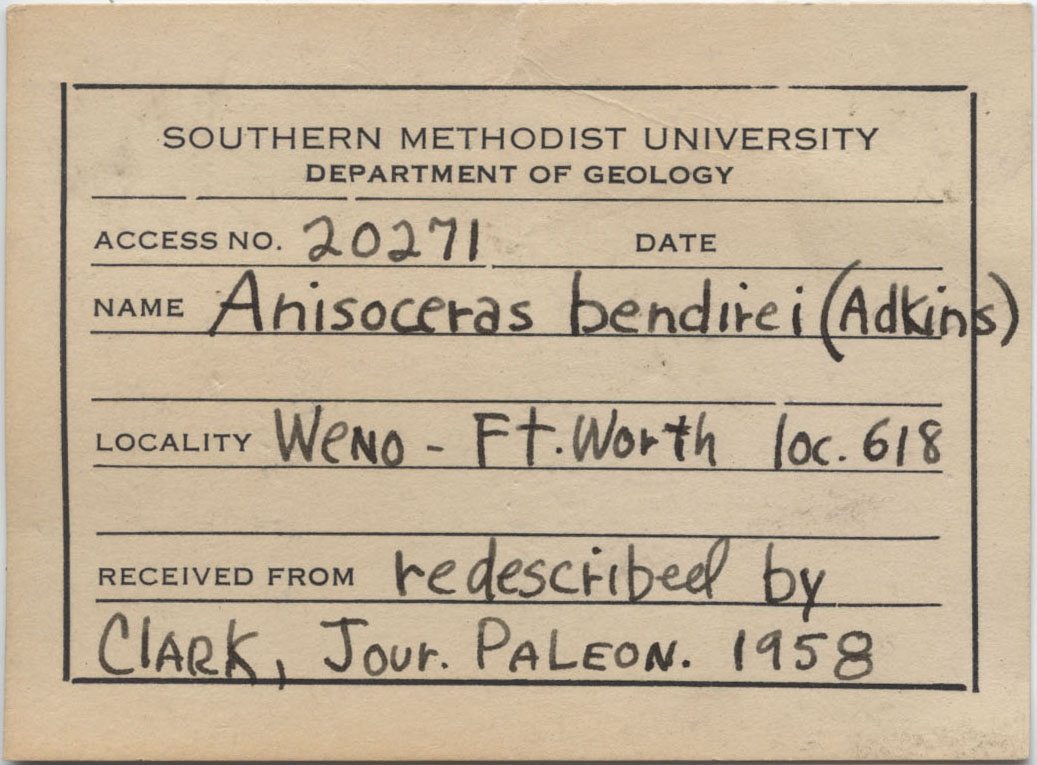 SOUTHERN METHODIST UNIVERSITY
DEPARTMENT OF GEOLOGY
ACCESS NO. 20271 DATE
NAME Anisoceras bendirei (Adkins)
LOCALITY Weno - Ft. Worth loc. 618
RECEIVED FROM redescribed by
Clark, Jour. Paleon. 1958